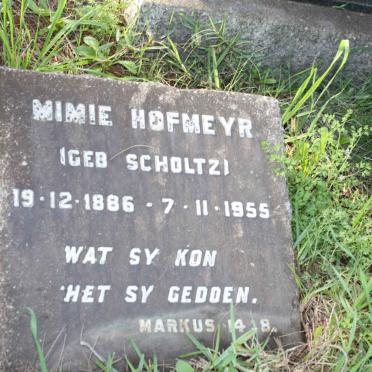 MIMIE HOFMEYR
(GEB SCHOLTZ)
19·12·1886 - 7·11·1955
WAT SY KON
HET SY GEDOEN.
MARKUS 14·8.